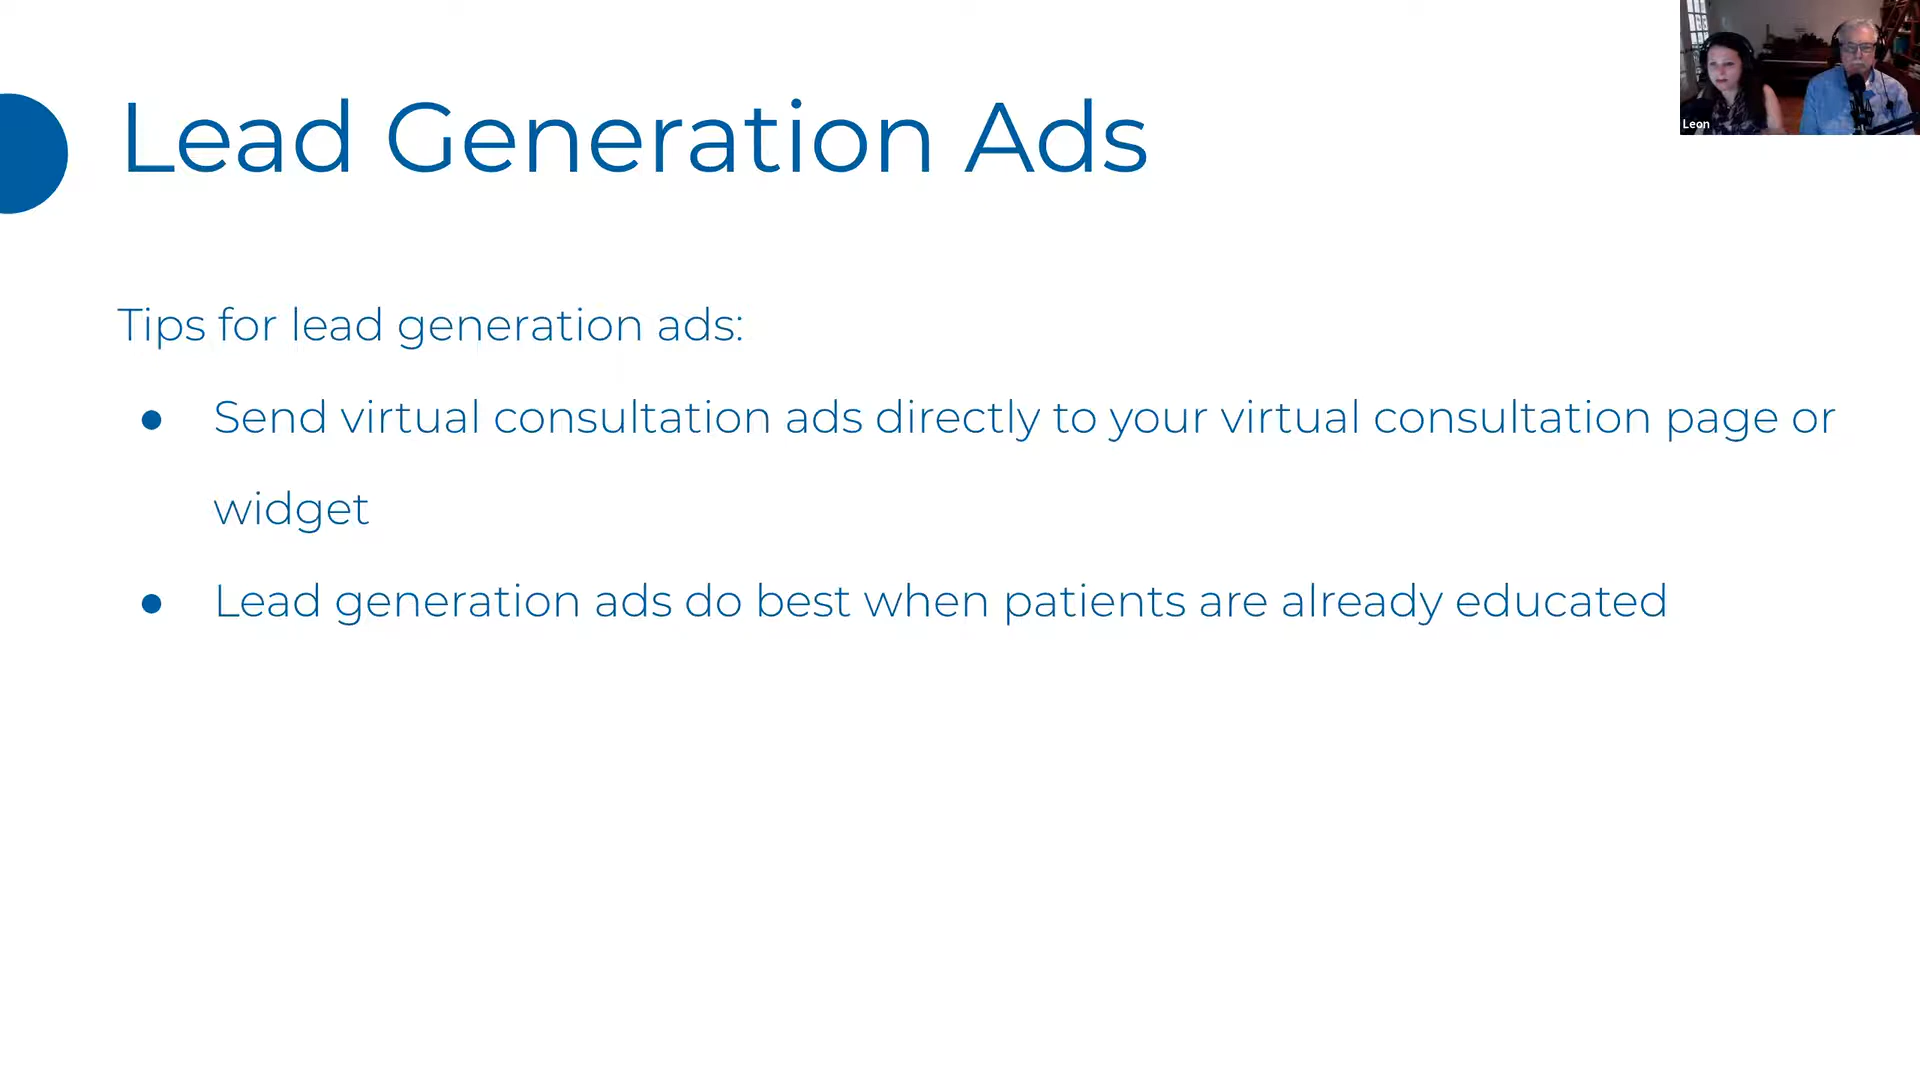 Lead Generation Ads
Leon
Tips for lead generation ads:
● Send virtual consultation ads directly to your virtual consultation page or
widget
● Lead generation ads do best when patients are already educated